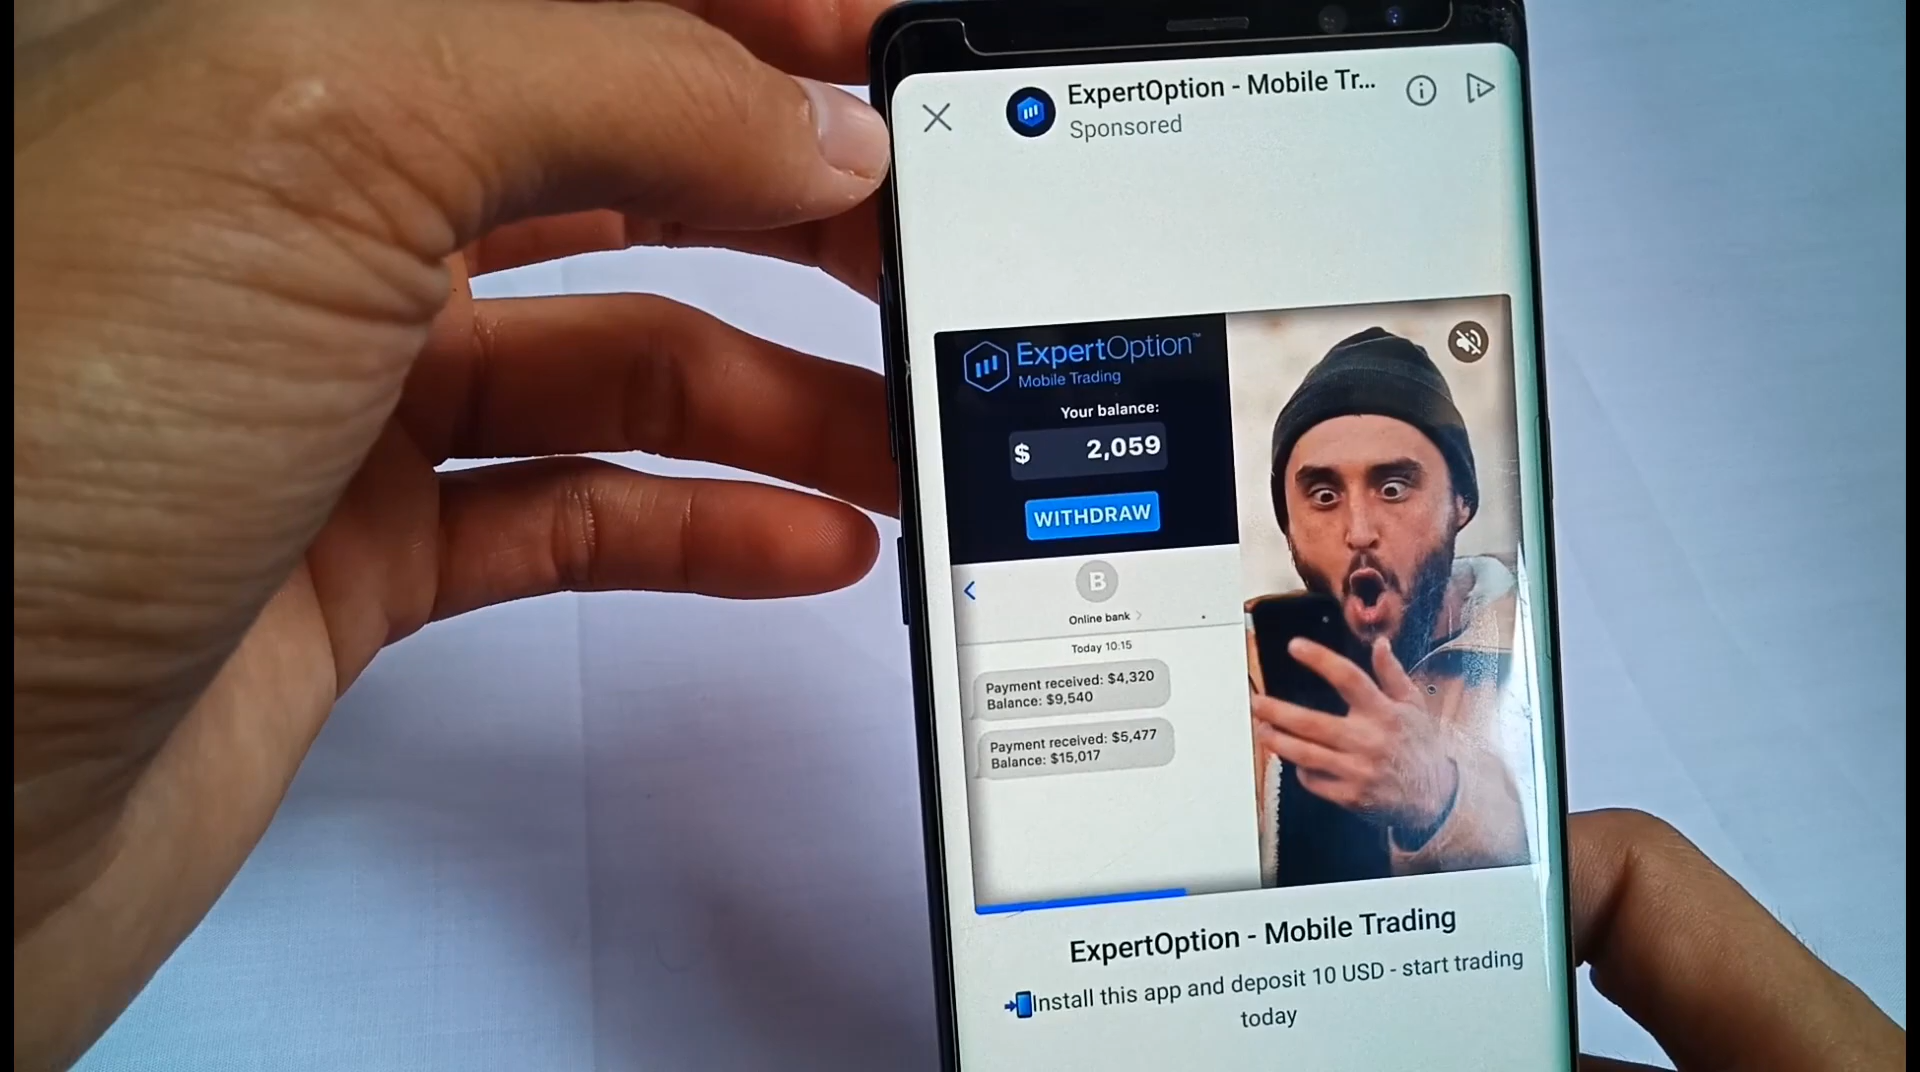 ExpertOption - Mobile Tr...
Sponsored
ExpertOption™
Mobile Trading
Your balance:
$ 2,059
WITHDRAW
B
Online bank
Today 10:15
Payment received: $4,320
Balance: $9,540
Payment received: $5,477
Balance: $15,017
ExpertOption - Mobile Trading
📲Install this app and deposit 10 USD - start trading
today